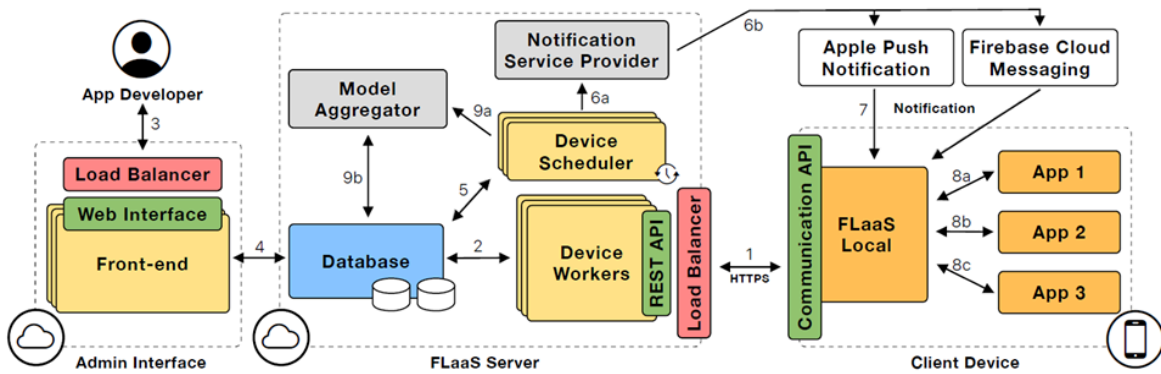 App Developer
3
Load Balancer
Web Interface
Front-end
Admin Interface
4
Model
Aggregator
9a
9b
5
Database
2
Notification
Service Provider
6a
6b
Device
Scheduler
Device
Workers
REST API
Load Balancer
FLaaS Server
1
HTTPS
Apple Push
Notification
Firebase Cloud
Messaging
7
Notification
Communication API
FLaaS
Local
8a
8b
8c
App 1
App 2
App 3
Client Device